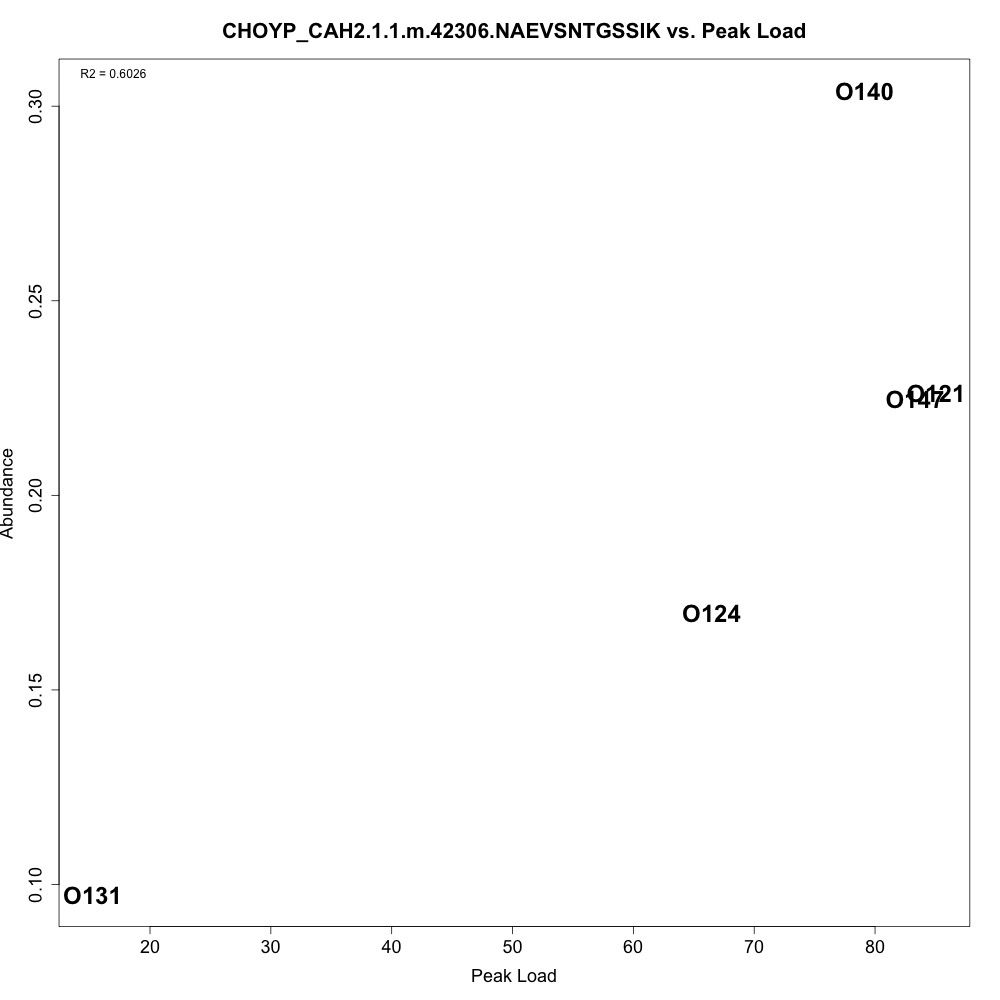 CHOYP_CAH2.1.1.m.42306.NAEVSNTGSSIK vs. Peak Load
R2 = 0.6026
O140
0.30
0.25
O121
O147
0.20
Abundance
O124
0.15
0.10
O131
20 30 40 50 60 70 80
Peak Load